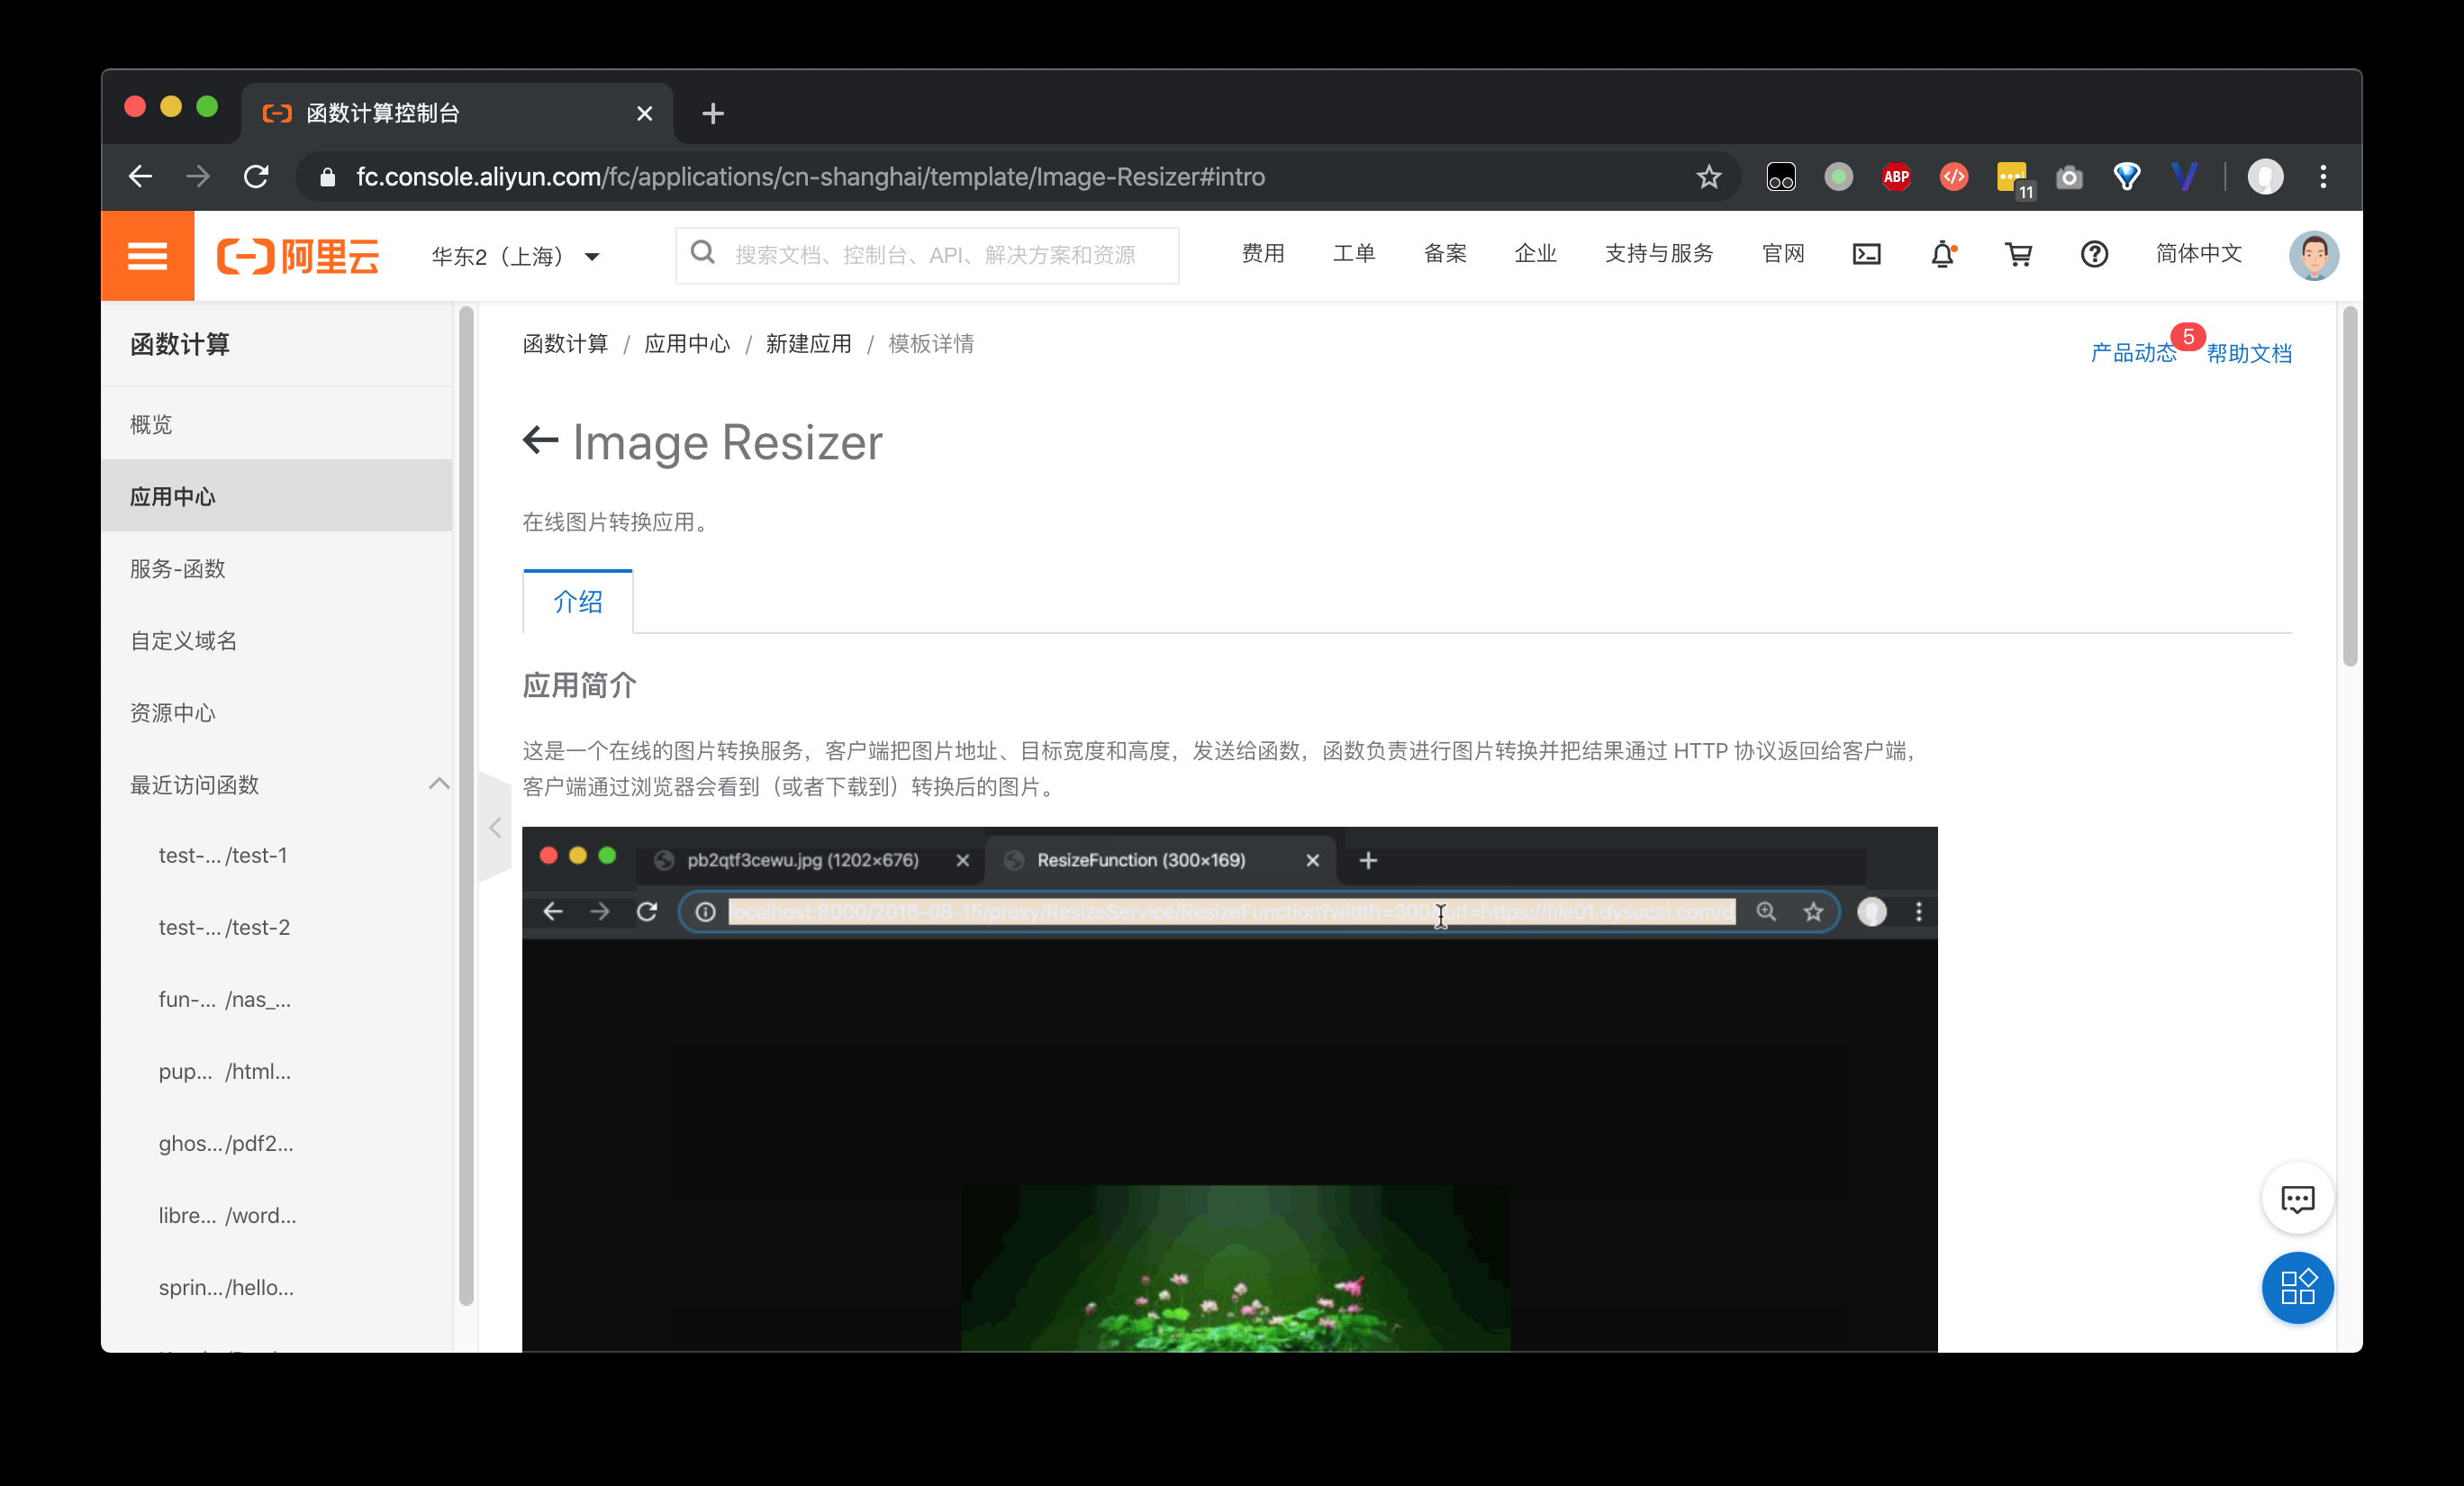 函数计算控制台
fc.console.aliyun.com/fc/applications/cn-shanghai/template/Image-Resizer#intro
ABP
11
阿里云
华东2（上海）
搜索文档、控制台、API、解决方案和资源
费用
工单
备案
企业
支持与服务
官网
简体中文
函数计算
概览
应用中心
服务-函数
自定义域名
资源中心
最近访问函数
test-... /test-1
test-... /test-2
fun-... /nas_...
pup... /html...
ghos.../pdf2...
libre... /word...
sprin.../hello...
函数计算 / 应用中心 / 新建应用 / 模板详情
产品动态 5 帮助文档
Image Resizer
在线图片转换应用。
介绍
应用简介
这是一个在线的图片转换服务，客户端把图片地址、目标宽度和高度，发送给函数，函数负责进行图片转换并把结果通过 HTTP 协议返回给客户端，
客户端通过浏览器会看到（或者下载到）转换后的图片。
pb2qtf3cewu.jpg (1202×676)
ResizeFunction (300×169)
localhost:8000/2016-08-15/proxy/ResizeService/ResizeFunction?width=300&url=https://file01.dysucai.com/d